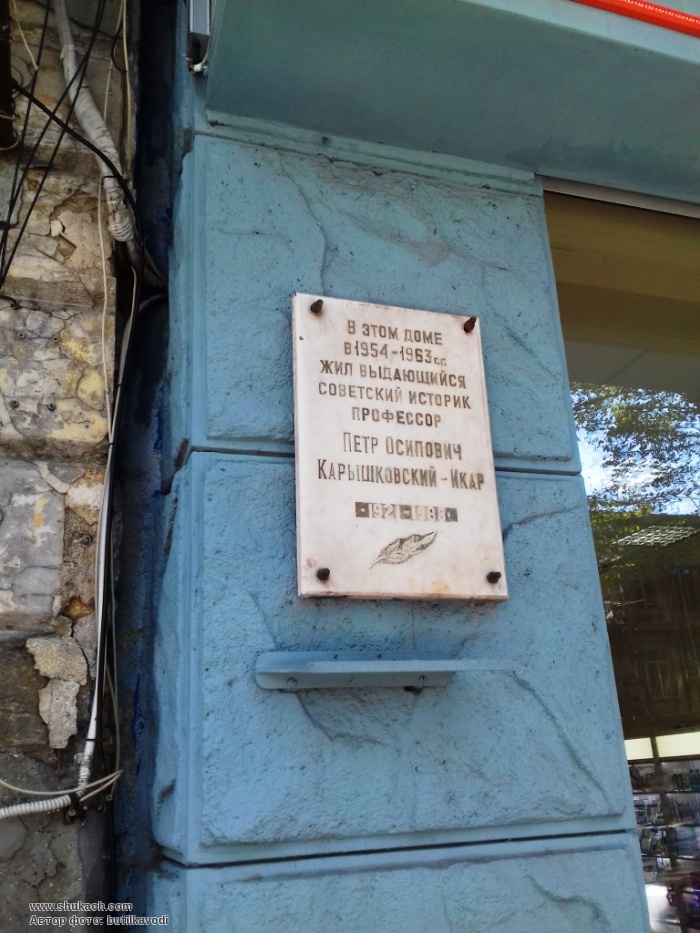 В ЭТОМ ДОМЕ
В 1954-1963 гг.
ЖИЛ ВЫДАЮЩИЙСЯ
СОВЕТСКИЙ ИСТОРИК
ПРОФЕССОР
ПЕТР ОСИПОВИЧ
КАРЫШКОВСКИЙ - ИКАР
1921-1988
www.shukach.com
Автор фото: butilkavodi